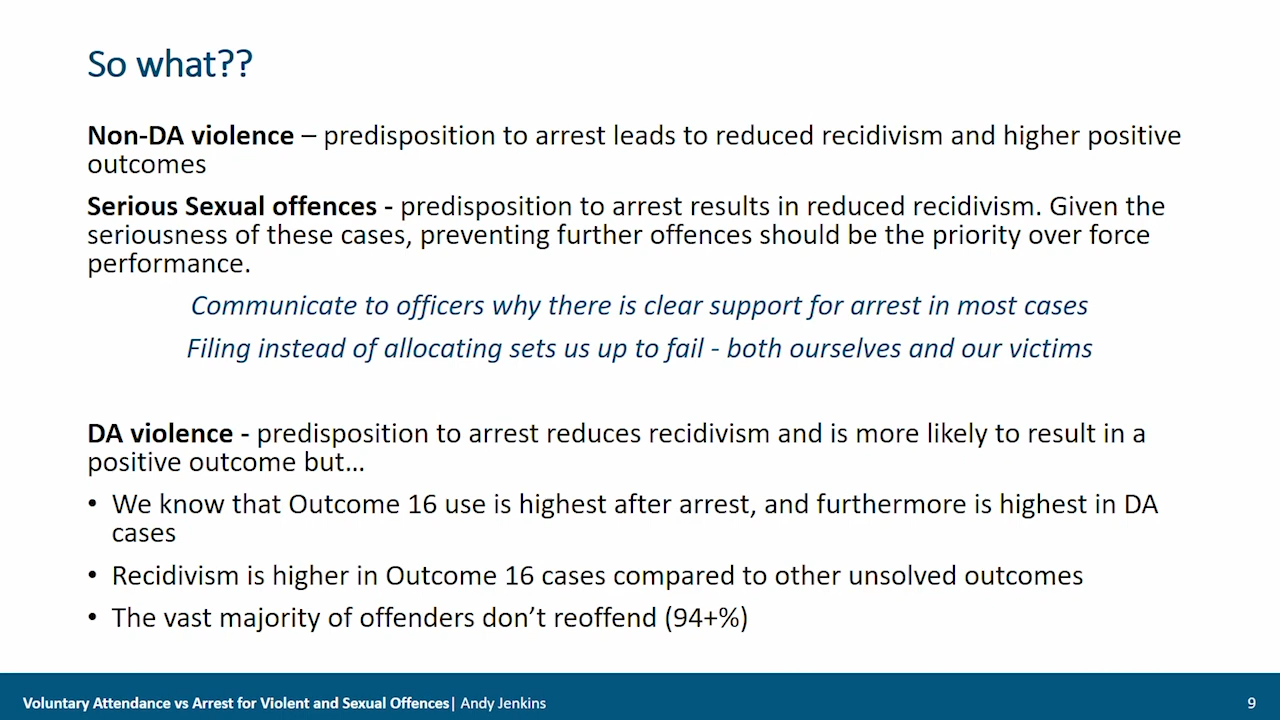 So what??
Non-DA violence – predisposition to arrest leads to reduced recidivism and higher positive
outcomes
Serious Sexual offences - predisposition to arrest results in reduced recidivism. Given the
seriousness of these cases, preventing further offences should be the priority over force
performance.
Communicate to officers why there is clear support for arrest in most cases
Filing instead of allocating sets us up to fail - both ourselves and our victims
DA violence - predisposition to arrest reduces recidivism and is more likely to result in a
positive outcome but…
• We know that Outcome 16 use is highest after arrest, and furthermore is highest in DA
cases
• Recidivism is higher in Outcome 16 cases compared to other unsolved outcomes
• The vast majority of offenders don’t reoffend (94+%)
Voluntary Attendance vs Arrest for Violent and Sexual Offences| Andy Jenkins 9